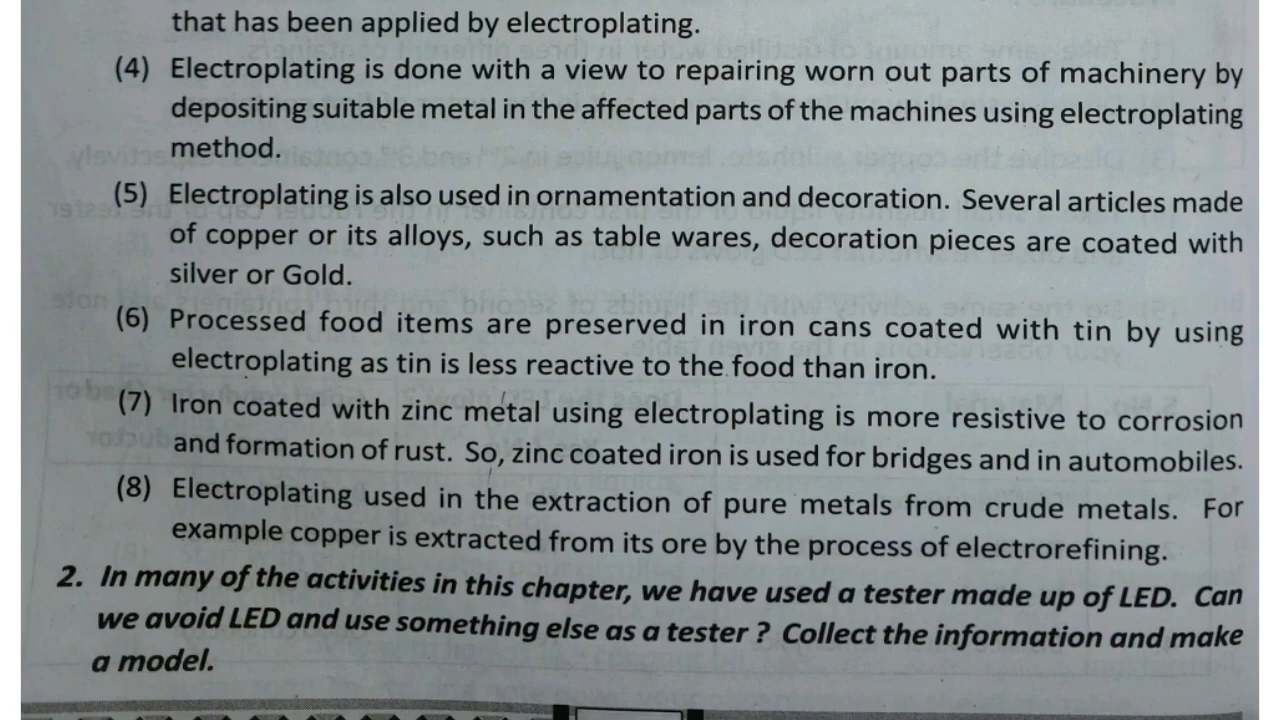 that has been applied by electroplating.
(4) Electroplating is done with a view to repairing worn out parts of machinery by
depositing suitable metal in the affected parts of the machines using electroplating
method.
(5) Electroplating is also used in ornamentation and decoration. Several articles made
of copper or its alloys, such as table wares, decoration pieces are coated with
silver or Gold.
(6) Processed food items are preserved in iron cans coated with tin by using
electroplating as tin is less reactive to the food than iron.
(7) Iron coated with zinc metal using electroplating is more resistive to corrosion
and formation of rust. So, zinc coated iron is used for bridges and in automobiles.
(8) Electroplating used in the extraction of pure metals from crude metals. For
example copper is extracted from its ore by the process of electrorefining.
2. In many of the activities in this chapter, we have used a tester made up of LED. Can
we avoid LED and use something else as a tester ? Collect the information and make
a model.